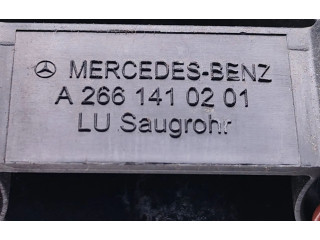 MERCEDES-BENZ
A 266 141 02 01
LU Saugrohr